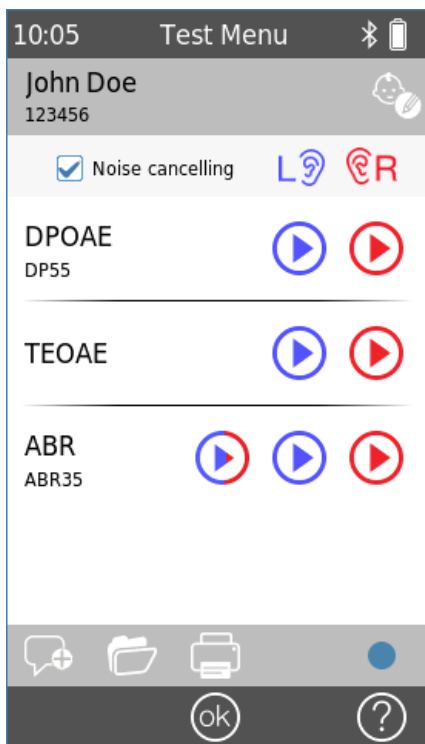 10:05 Test Menu
John Doe
123456
Noise cancelling L R
DPOAE
DP55
TEOAE
ABR
ABR35
ok ?